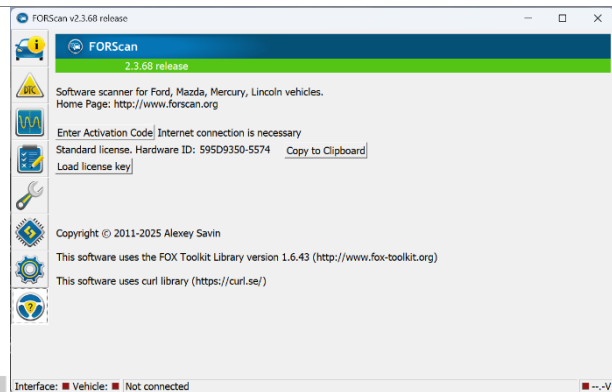 FORScan v2.3.68 release
FORScan
2.3.68 release
DTC
Software scanner for Ford, Mazda, Mercury, Lincoln vehicles.
Home Page: http://www.forscan.org
Enter Activation Code Internet connection is necessary
Standard license. Hardware ID: 595D9350-5574 Copy to Clipboard
Load license key
Copyright © 2011-2025 Alexey Savin
This software uses the FOX Toolkit Library version 1.6.43 (http://www.fox-toolkit.org)
This software uses curl library (https://curl.se/)
Interface: Vehicle: Not connected --.-V